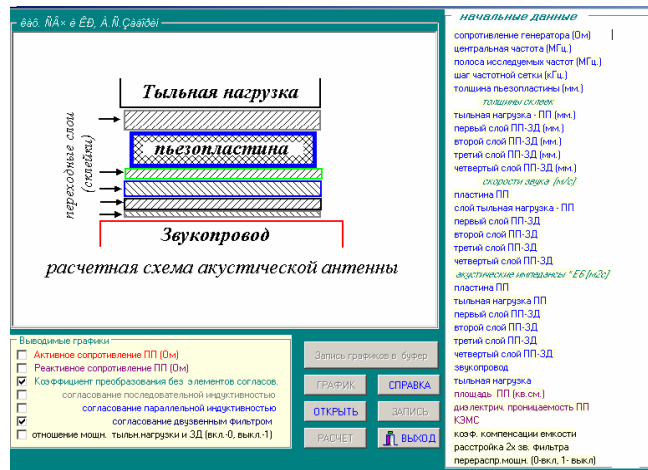 êàô. ÑÂ× è ÊÐ, À.Ñ.Çàáîðëèé
Тыльная нагрузка
пьезопластина
переходные слои
(склейки)
Звукопровод
расчетная схема акустической антенны
Выводимые графики
Активное сопротивление ПП (Ом)
Реактивное сопротивление ПП (Ом)
Коэффициент преобразования без элементов согласов.
согласование последовательной индуктивностью
согласование параллельной индуктивностью
согласование двузвенным фильтром
отношение мощн. тыльн.нагрузки и ЗД (вкл.-0, выкл.-1)
Запись графиков в буфер
ГРАФИК
СПРАВКА
ОТКРЫТЬ
ЗАПИСЬ
РАСЧЕТ
ВЫХОД
начальные данные
сопротивление генератора (Ом)
центральная частота (МГц.)
полоса исследуемых частот (МГц.)
шаг частотной сетки (кГц.)
толщина пьезопластины (мм.)
толщины склеек
тыльная нагрузка - ПП (мм.)
первый слой ПП-ЗД (мм.)
второй слой ПП-ЗД (мм.)
третий слой ПП-ЗД (мм.)
четвертый слой ПП-ЗД (мм.)
скорости звука [м/с]
пластина ПП
слой тыльная нагрузка - ПП
первый слой ПП-ЗД
второй слой ПП-ЗД
третий слой ПП-ЗД
четвертый слой ПП-ЗД
акустические импедансы *Е6 [м2с]
пластина ПП
тыльная нагрузка ПП
первый слой ПП-ЗД
второй слой ПП-ЗД
третий слой ПП-ЗД
четвертый слой ПП-ЗД
звукопровод
тыльная нагрузка
площадь ПП (кв.см.)
диэлектрич. проницаемость ПП
КЭМС
коэф. компенсации емкости
расстройка 2х зв. фильтра
перераспр.мощн. (0-вкл, 1- выкл)